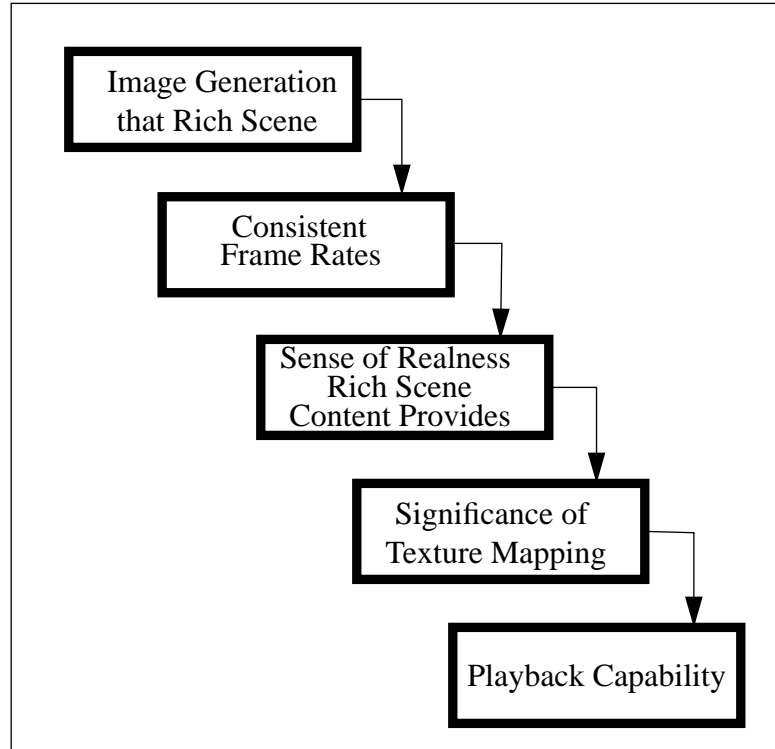 Image Generation
that Rich Scene
Consistent
Frame Rates
Sense of Realness
Rich Scene
Content Provides
Significance of
Texture Mapping
Playback Capability